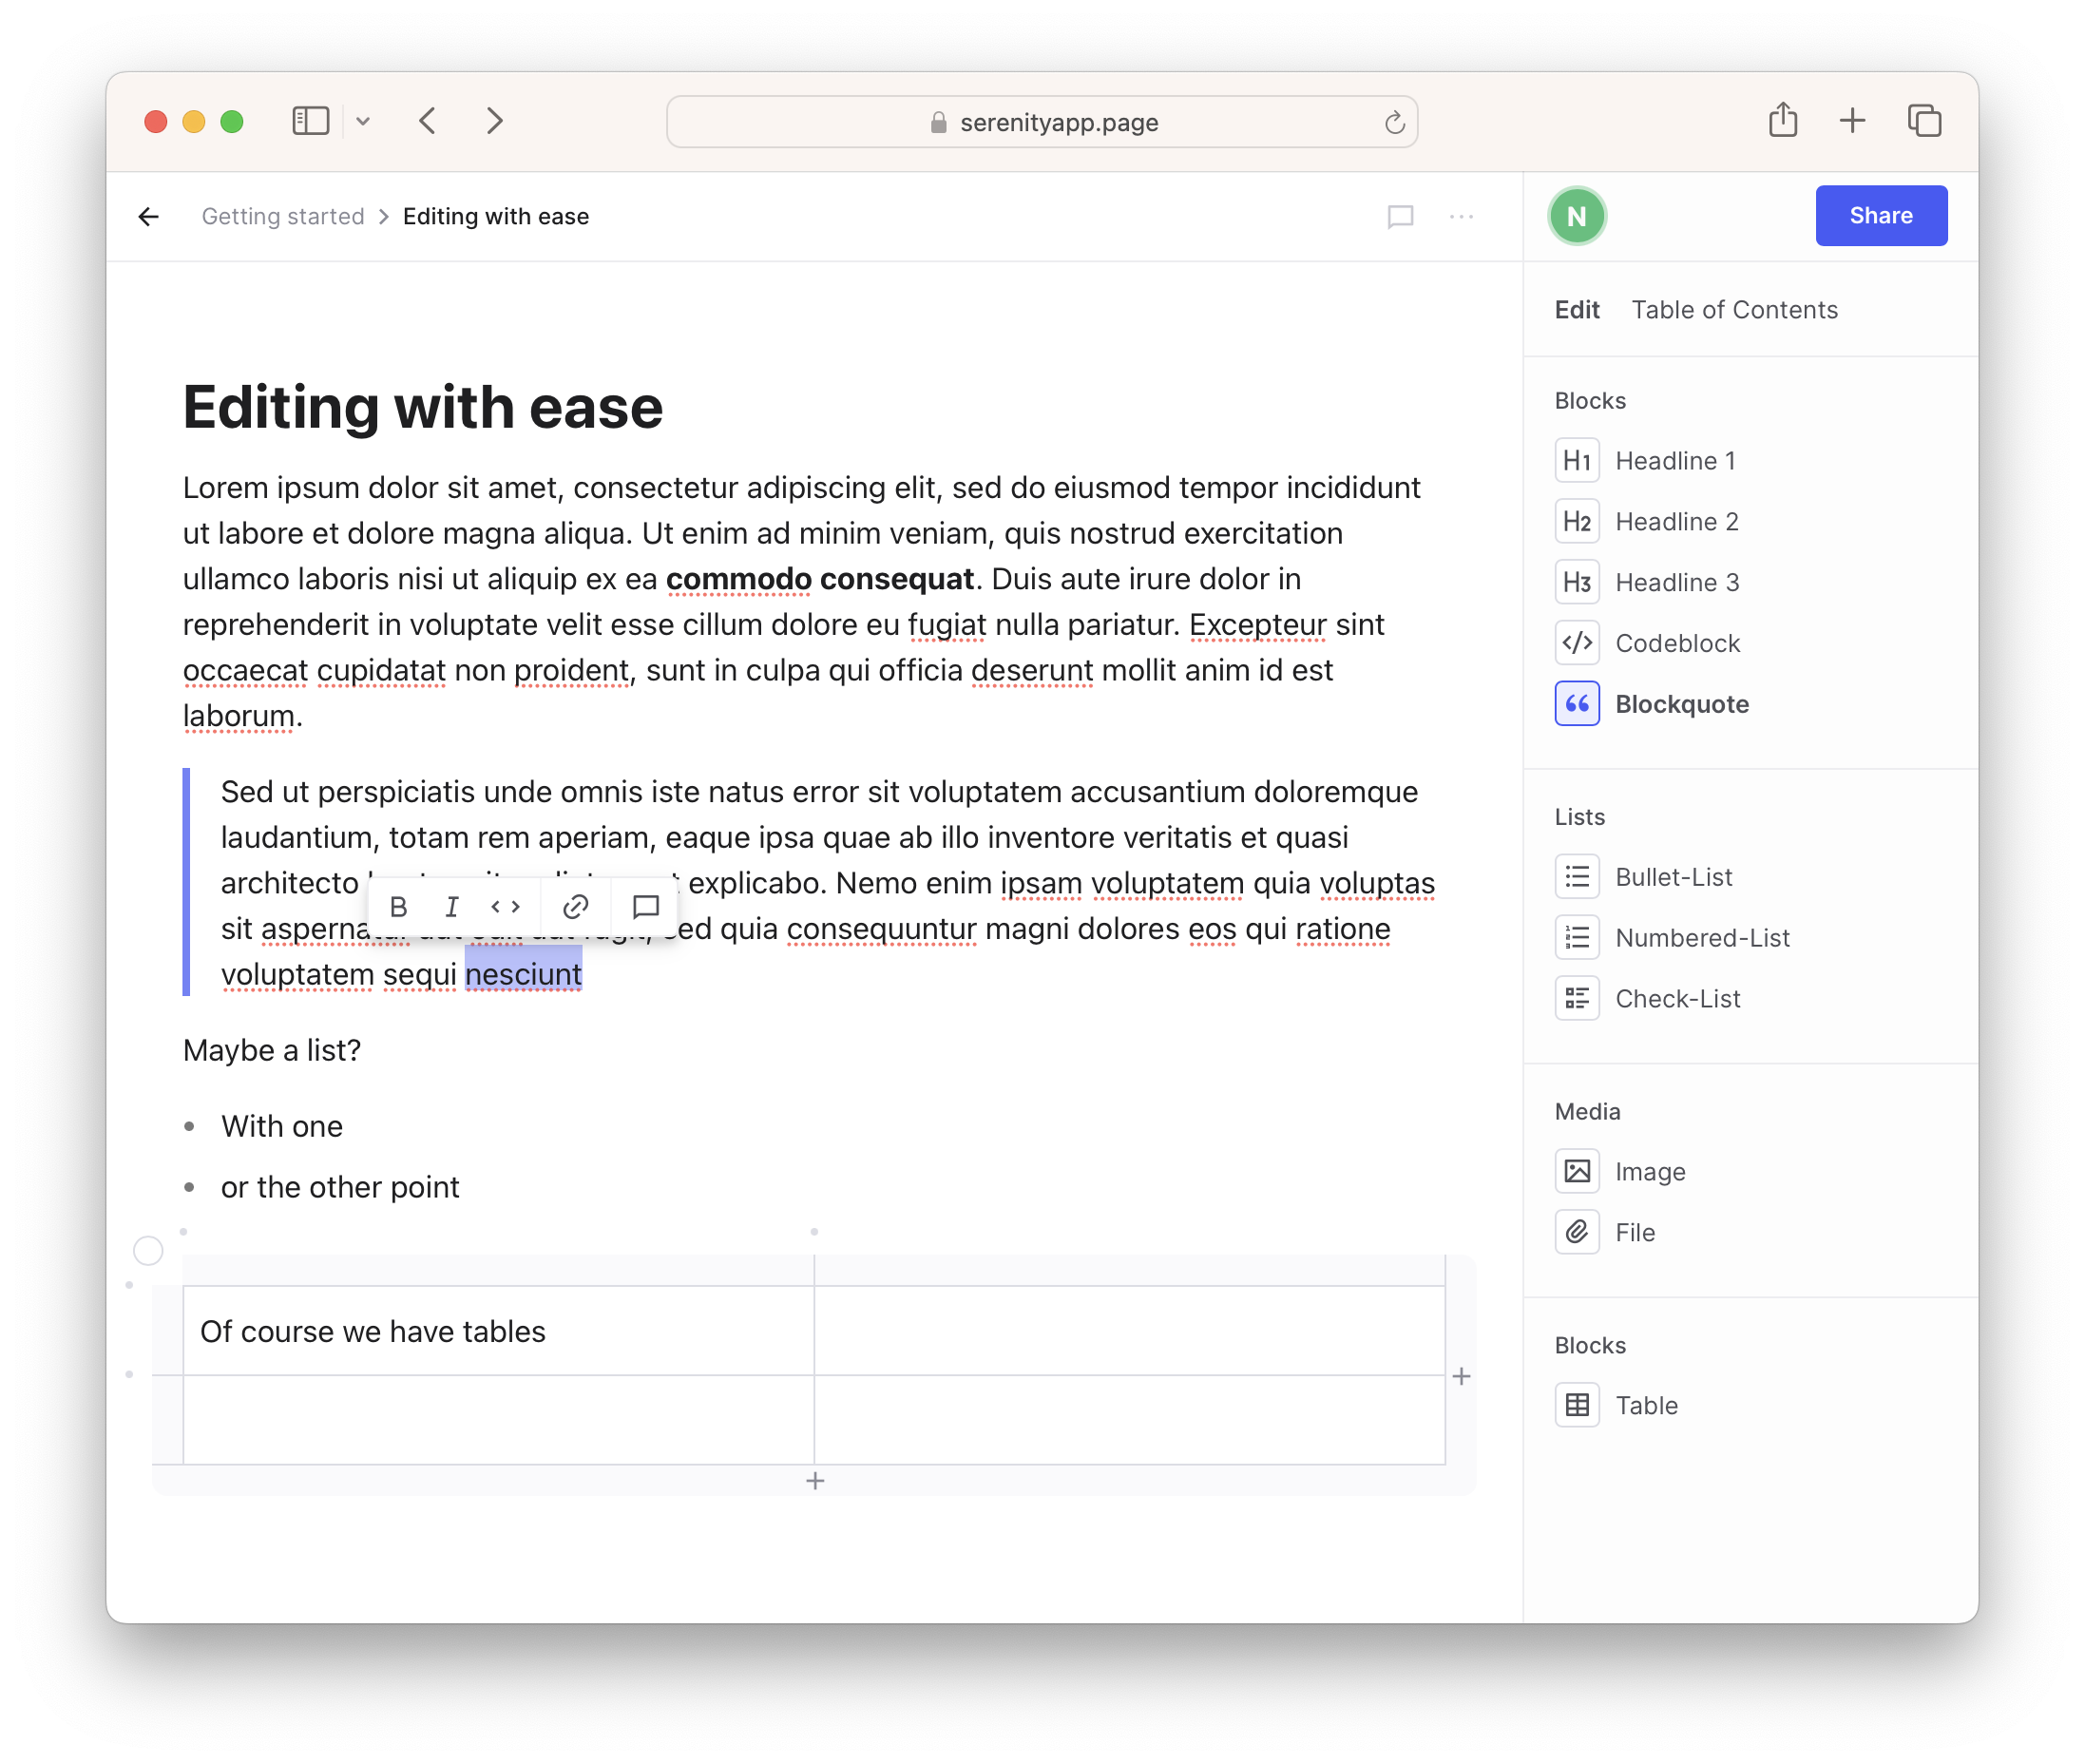 serenityapp.page
Getting started > Editing with ease
N
Share
Edit Table of Contents
Editing with ease
Lorem ipsum dolor sit amet, consectetur adipiscing elit, sed do eiusmod tempor incididunt
ut labore et dolore magna aliqua. Ut enim ad minim veniam, quis nostrud exercitation
ullamco laboris nisi ut aliquip ex ea commodo consequat. Duis aute irure dolor in
reprehenderit in voluptate velit esse cillum dolore eu fugiat nulla pariatur. Excepteur sint
occaecat cupidatat non proident, sunt in culpa qui officia deserunt mollit anim id est
laborum.
Sed ut perspiciatis unde omnis iste natus error sit voluptatem accusantium doloremque
laudantium, totam rem aperiam, eaque ipsa quae ab illo inventore veritatis et quasi
architecto explicabo. Nemo enim ipsam voluptatem quia voluptas
B I < >
sit sed quia consequuntur magni dolores eos qui ratione
voluptatem sequi nesciunt
Maybe a list?
• With one
• or the other point
Of course we have tables
Blocks
H1 Headline 1
H2 Headline 2
H3 Headline 3
</> Codeblock
Blockquote
Lists
Bullet-List
Numbered-List
Check-List
Media
Image
File
Blocks
Table